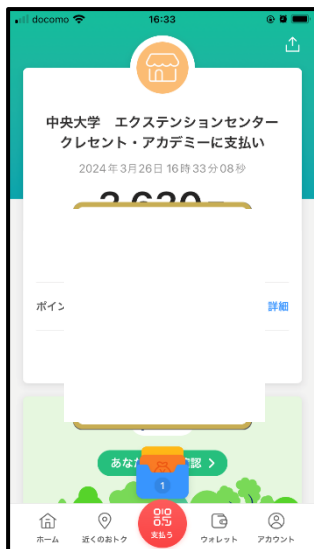 docomo 16:33
中央大学 エクステンションセンター
クレセント・アカデミーに支払い
2024年3月26日 16時33分08秒
ポイン
詳細
あな
認 >
1
ホーム
近くのおトク
支払う
ウォレット
アカウント